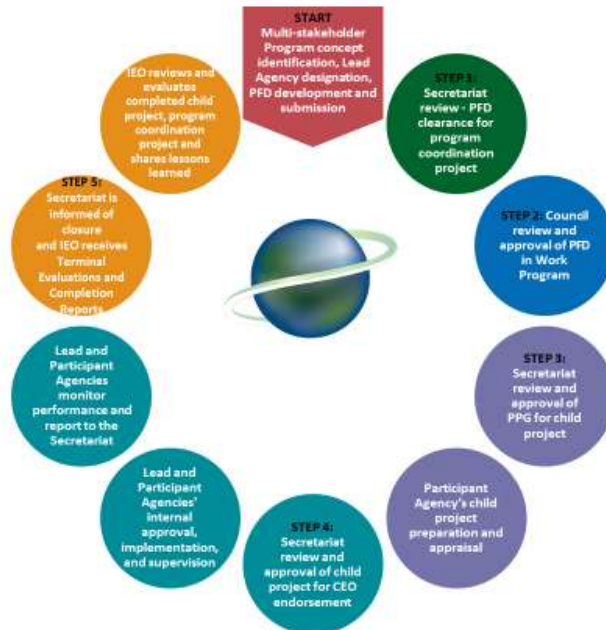 START
Multi-stakeholder
Program concept
identification, Lead
Agency designation,
PFD development and
submission
STEP 1:
Secretariat
review - PFD
clearance for
program
coordination
project
STEP 2: Council
review and
approval of PFD
in Work
Program
STEP 3:
Secretariat
review and
approval of
PPG for child
project
Participant
Agency's child
project
preparation and
appraisal
STEP 4:
Secretariat
review and
approval of child
project for CEO
endorsement
Lead and
Participant
Agencies'
internal
approval,
implementation,
and supervision
Lead and
Participant
Agencies
monitor
performance and
report to the
Secretariat
STEP 5:
Secretariat is
informed of
closure
and IEO receives
Terminal
Evaluations and
Completion
Reports
IEO reviews and
evaluates
completed child
project, program
coordination
project and
shares lessons
learned